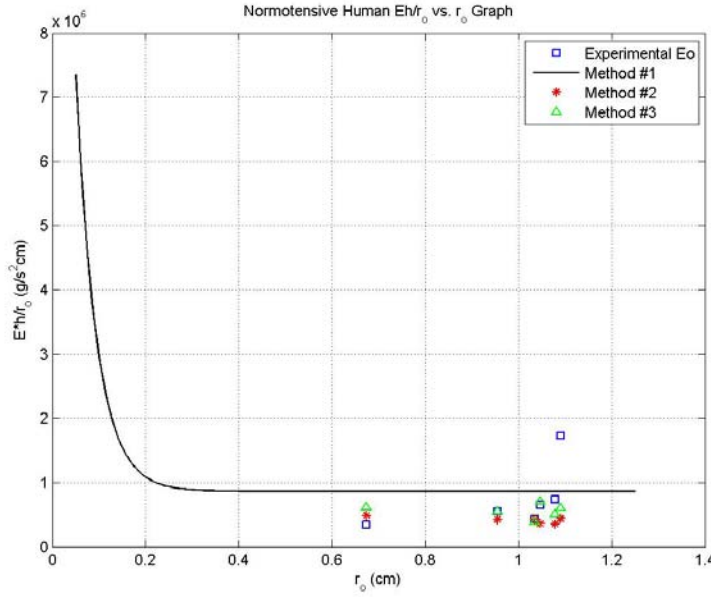 Normotensive Human Eh/r₀ vs. r₀ Graph
8 x 10⁶
7
6
5
4
3
2
1
0
E*h/r₀ (g/s²cm)
Experimental Eo
Method #1
Method #2
Method #3
0 0.2 0.4 0.6 0.8 1 1.2 1.4
r₀ (cm)